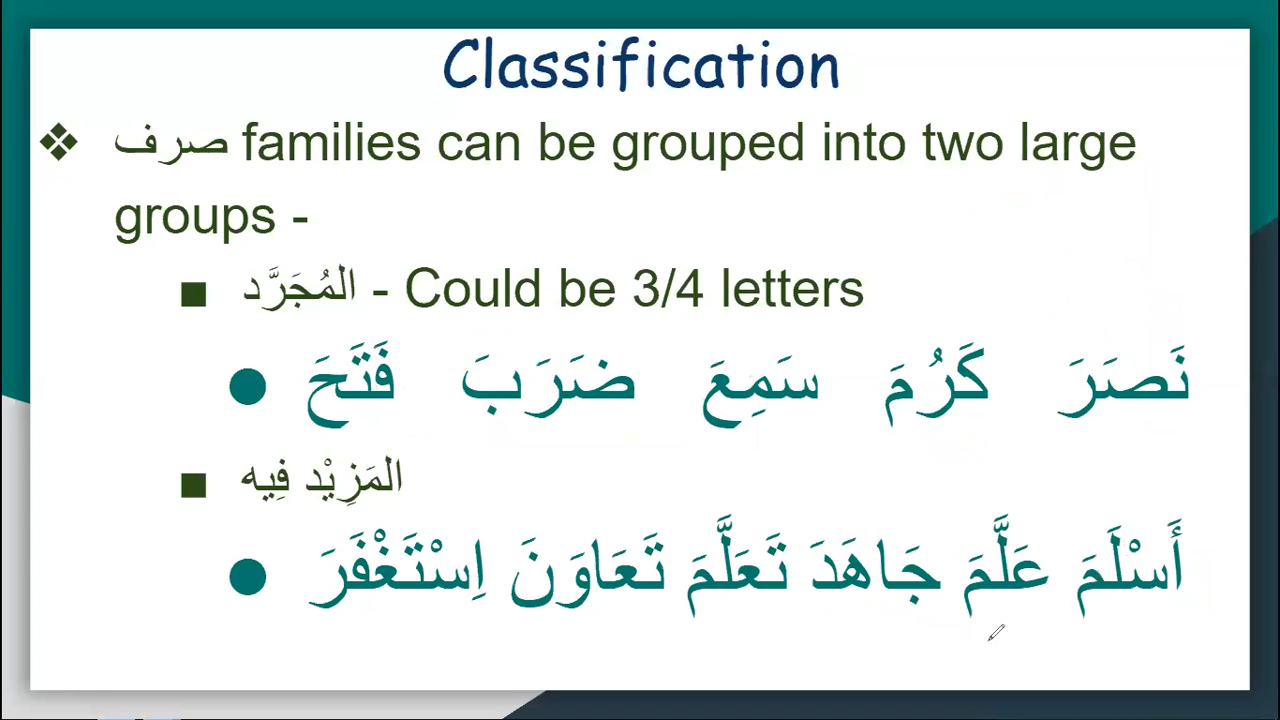 Classification
❖ صرف families can be grouped into two large
groups -
■ المُجَرَّد - Could be 3/4 letters
● نَصَرَ كَرُمَ سَمِعَ ضَرَبَ فَتَحَ
■ المَزِيْد فِيه
● أَسْلَمَ عَلَّمَ جَاهَدَ تَعَلَّمَ تَعَاوَنَ اِسْتَغْفَرَ